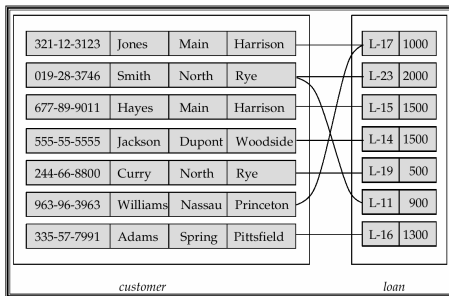 321-12-3123 Jones Main Harrison L-17 1000
019-28-3746 Smith North Rye L-23 2000
677-89-9011 Hayes Main Harrison L-15 1500
555-55-5555 Jackson Dupont Woodside L-14 1500
244-66-8800 Curry North Rye L-19 500
963-96-3963 Williams Nassau Princeton L-11 900
335-57-7991 Adams Spring Pittsfield L-16 1300
customer loan